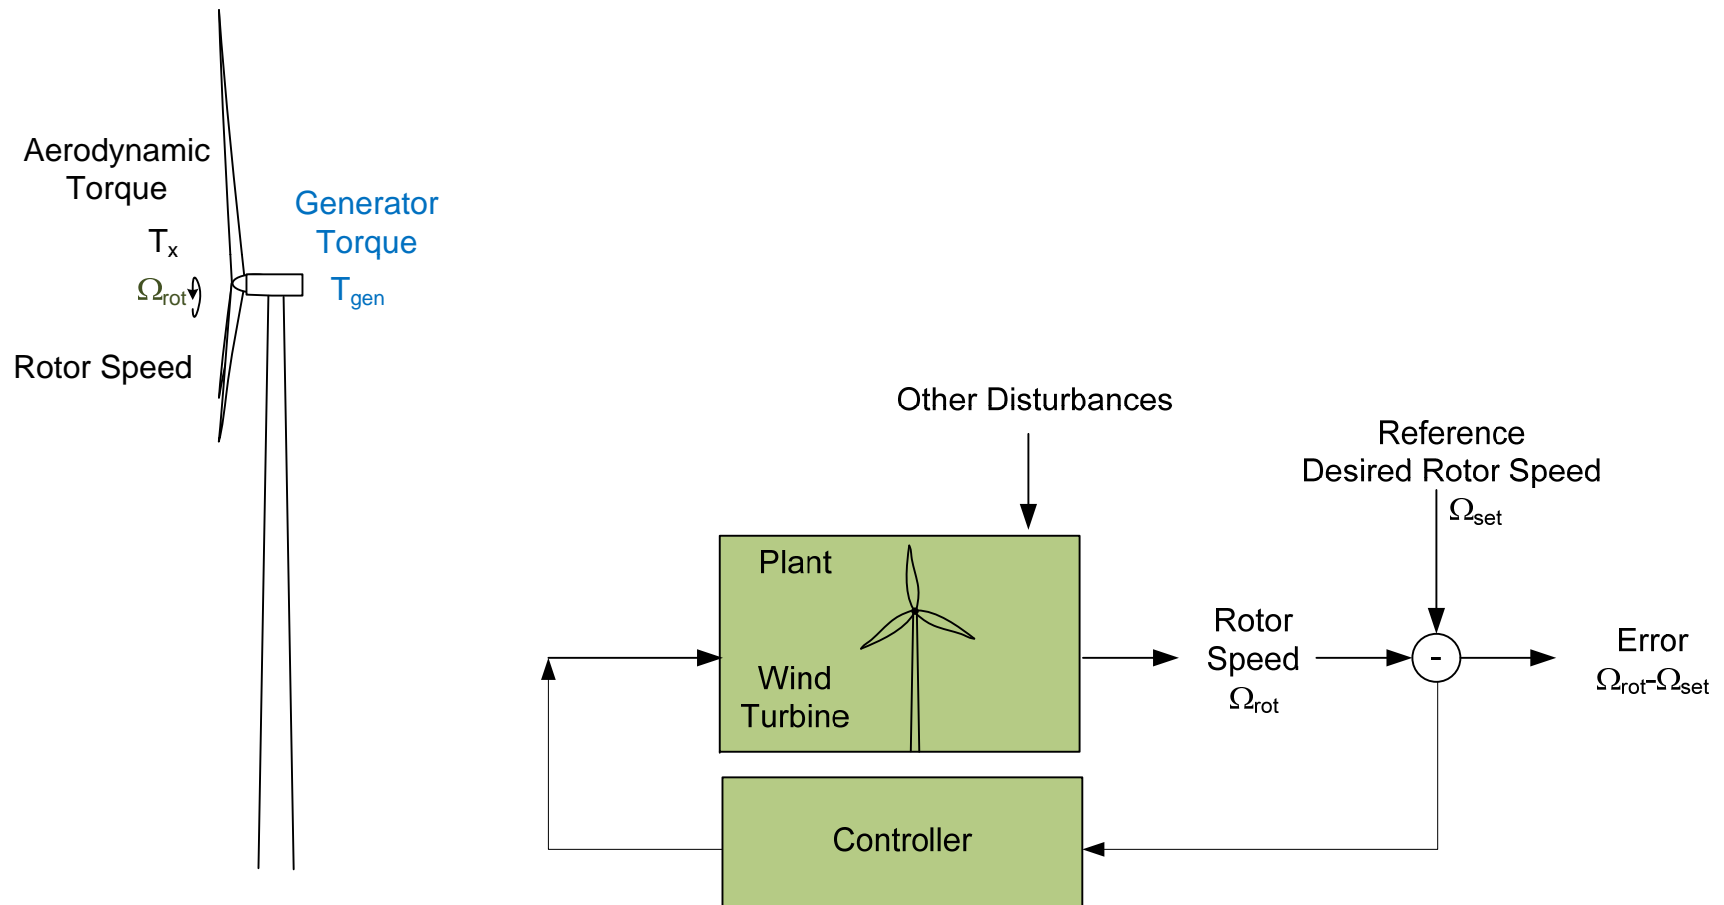 Aerodynamic
Torque
Tx
Ωrot
Rotor Speed
Generator
Torque
Tgen
Other Disturbances
Reference
Desired Rotor Speed
Ωset
Plant
Wind
Turbine
Rotor
Speed
Ωrot
-
Error
Ωrot-Ωset
Controller